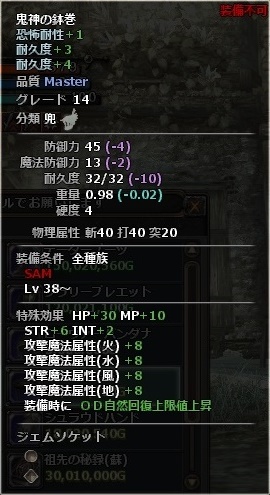 鬼神の鉢巻
装備不可
恐怖耐性+1
耐久度+3
耐久度+4
品質 Master
グレード 14
分類 兜
防御力 45 (-4)
魔法防御力 13 (-2)
耐久度 32/32 (-10)
重量 0.98 (-0.02)
硬度 4
物理属性 斬40 打40 突20
装備条件 全種族
SAM
Lv 38～
特殊効果 HP+30 MP+10
STR+6 INT+2
攻撃魔法属性(火) +8
攻撃魔法属性(水) +8
攻撃魔法属性(風) +8
攻撃魔法属性(地) +8
装備時に ＯＤ自然回復上限値上昇
ジェムソケット
祖先の秘録(蘇)
30,010,000G